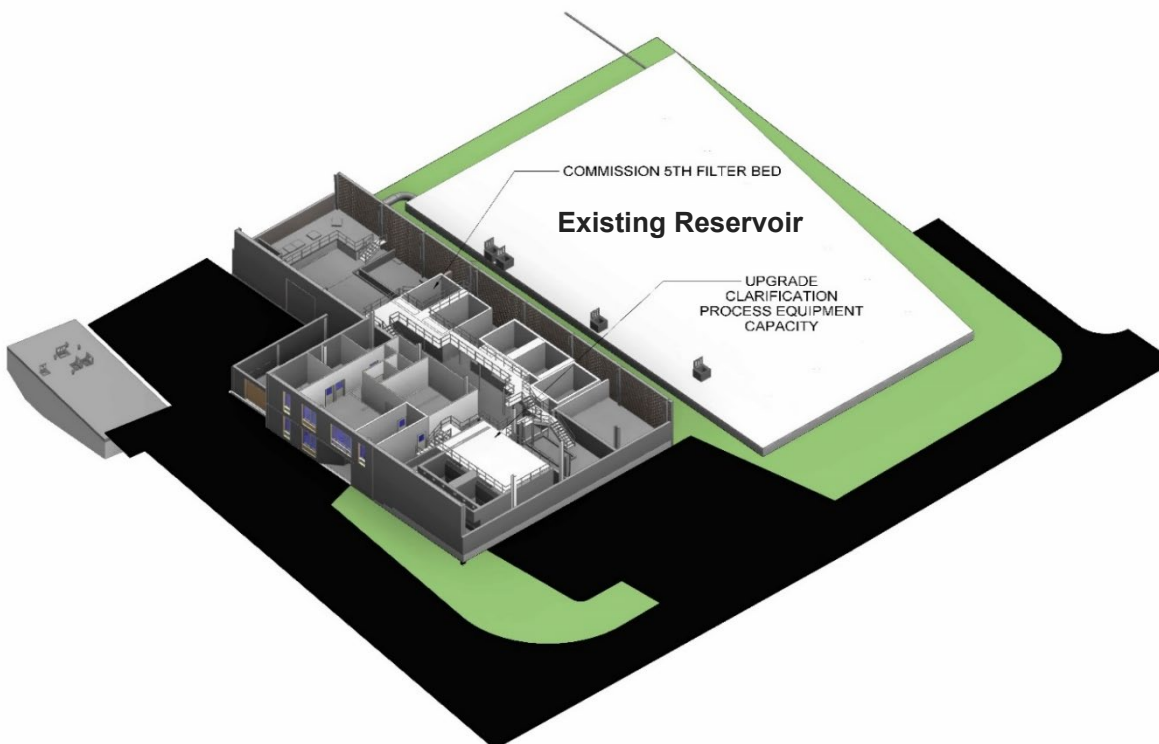 COMMISSION 5TH FILTER BED
Existing Reservoir
UPGRADE
CLARIFICATION
PROCESS EQUIPMENT
CAPACITY